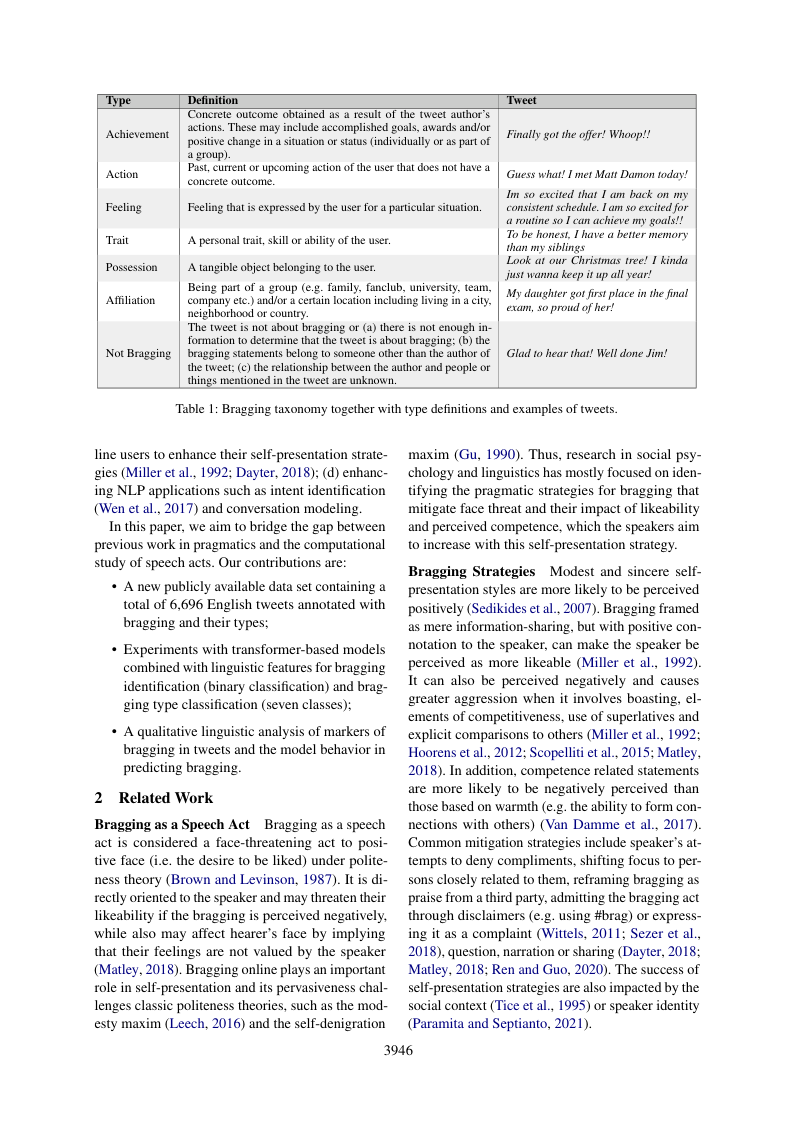 Type Definition Tweet
Achievement
Concrete outcome obtained as a result of the tweet author's
actions. These may include accomplished goals, awards and/or
positive change in a situation or status (individually or as part of
a group).
Finally got the offer! Whoop!!
Action
Past, current or upcoming action of the user that does not have a
concrete outcome.
Guess what! I met Matt Damon today!
Feeling
Feeling that is expressed by the user for a particular situation.
Im so excited that I am back on my
consistent schedule. I am so excited for
a routine so I can achieve my goals!!
Trait
A personal trait, skill or ability of the user.
To be honest, I have a better memory
than my siblings
Possession
A tangible object belonging to the user.
Look at our Christmas tree! I kinda
just wanna keep it up all year!
Affiliation
Being part of a group (e.g. family, fanclub, university, team,
company etc.) and/or a certain location including living in a city,
neighborhood or country.
My daughter got first place in the final
exam, so proud of her!
Not Bragging
The tweet is not about bragging or (a) there is not enough in-
formation to determine that the tweet is about bragging; (b) the
bragging statements belong to someone other than the author of
the tweet; (c) the relationship between the author and people or
things mentioned in the tweet are unknown.
Glad to hear that! Well done Jim!
Table 1: Bragging taxonomy together with type definitions and examples of tweets.
line users to enhance their self-presentation strate-
gies (Miller et al., 1992; Dayter, 2018); (d) enhanc-
ing NLP applications such as intent identification
(Wen et al., 2017) and conversation modeling.
In this paper, we aim to bridge the gap between
previous work in pragmatics and the computational
study of speech acts. Our contributions are:
• A new publicly available data set containing a
total of 6,696 English tweets annotated with
bragging and their types;
• Experiments with transformer-based models
combined with linguistic features for bragging
identification (binary classification) and brag-
ging type classification (seven classes);
• A qualitative linguistic analysis of markers of
bragging in tweets and the model behavior in
predicting bragging.
2 Related Work
Bragging as a Speech Act Bragging as a speech
act is considered a face-threatening act to posi-
tive face (i.e. the desire to be liked) under polite-
ness theory (Brown and Levinson, 1987). It is di-
rectly oriented to the speaker and may threaten their
likeability if the bragging is perceived negatively,
while also may affect hearer's face by implying
that their feelings are not valued by the speaker
(Matley, 2018). Bragging online plays an important
role in self-presentation and its pervasiveness chal-
lenges classic politeness theories, such as the mod-
esty maxim (Leech, 2016) and the self-denigration
maxim (Gu, 1990). Thus, research in social psy-
chology and linguistics has mostly focused on iden-
tifying the pragmatic strategies for bragging that
mitigate face threat and their impact of likeability
and perceived competence, which the speakers aim
to increase with this self-presentation strategy.
Bragging Strategies Modest and sincere self-
presentation styles are more likely to be perceived
positively (Sedikides et al., 2007). Bragging framed
as mere information-sharing, but with positive con-
notation to the speaker, can make the speaker be
perceived as more likeable (Miller et al., 1992).
It can also be perceived negatively and causes
greater aggression when it involves boasting, el-
ements of competitiveness, use of superlatives and
explicit comparisons to others (Miller et al., 1992;
Hoorens et al., 2012; Scopelliti et al., 2015; Matley,
2018). In addition, competence related statements
are more likely to be negatively perceived than
those based on warmth (e.g. the ability to form con-
nections with others) (Van Damme et al., 2017).
Common mitigation strategies include speaker's at-
tempts to deny compliments, shifting focus to per-
sons closely related to them, reframing bragging as
praise from a third party, admitting the bragging act
through disclaimers (e.g. using #brag) or express-
ing it as a complaint (Wittels, 2011; Sezer et al.,
2018), question, narration or sharing (Dayter, 2018;
Matley, 2018; Ren and Guo, 2020). The success of
self-presentation strategies are also impacted by the
social context (Tice et al., 1995) or speaker identity
(Paramita and Septianto, 2021).
3946